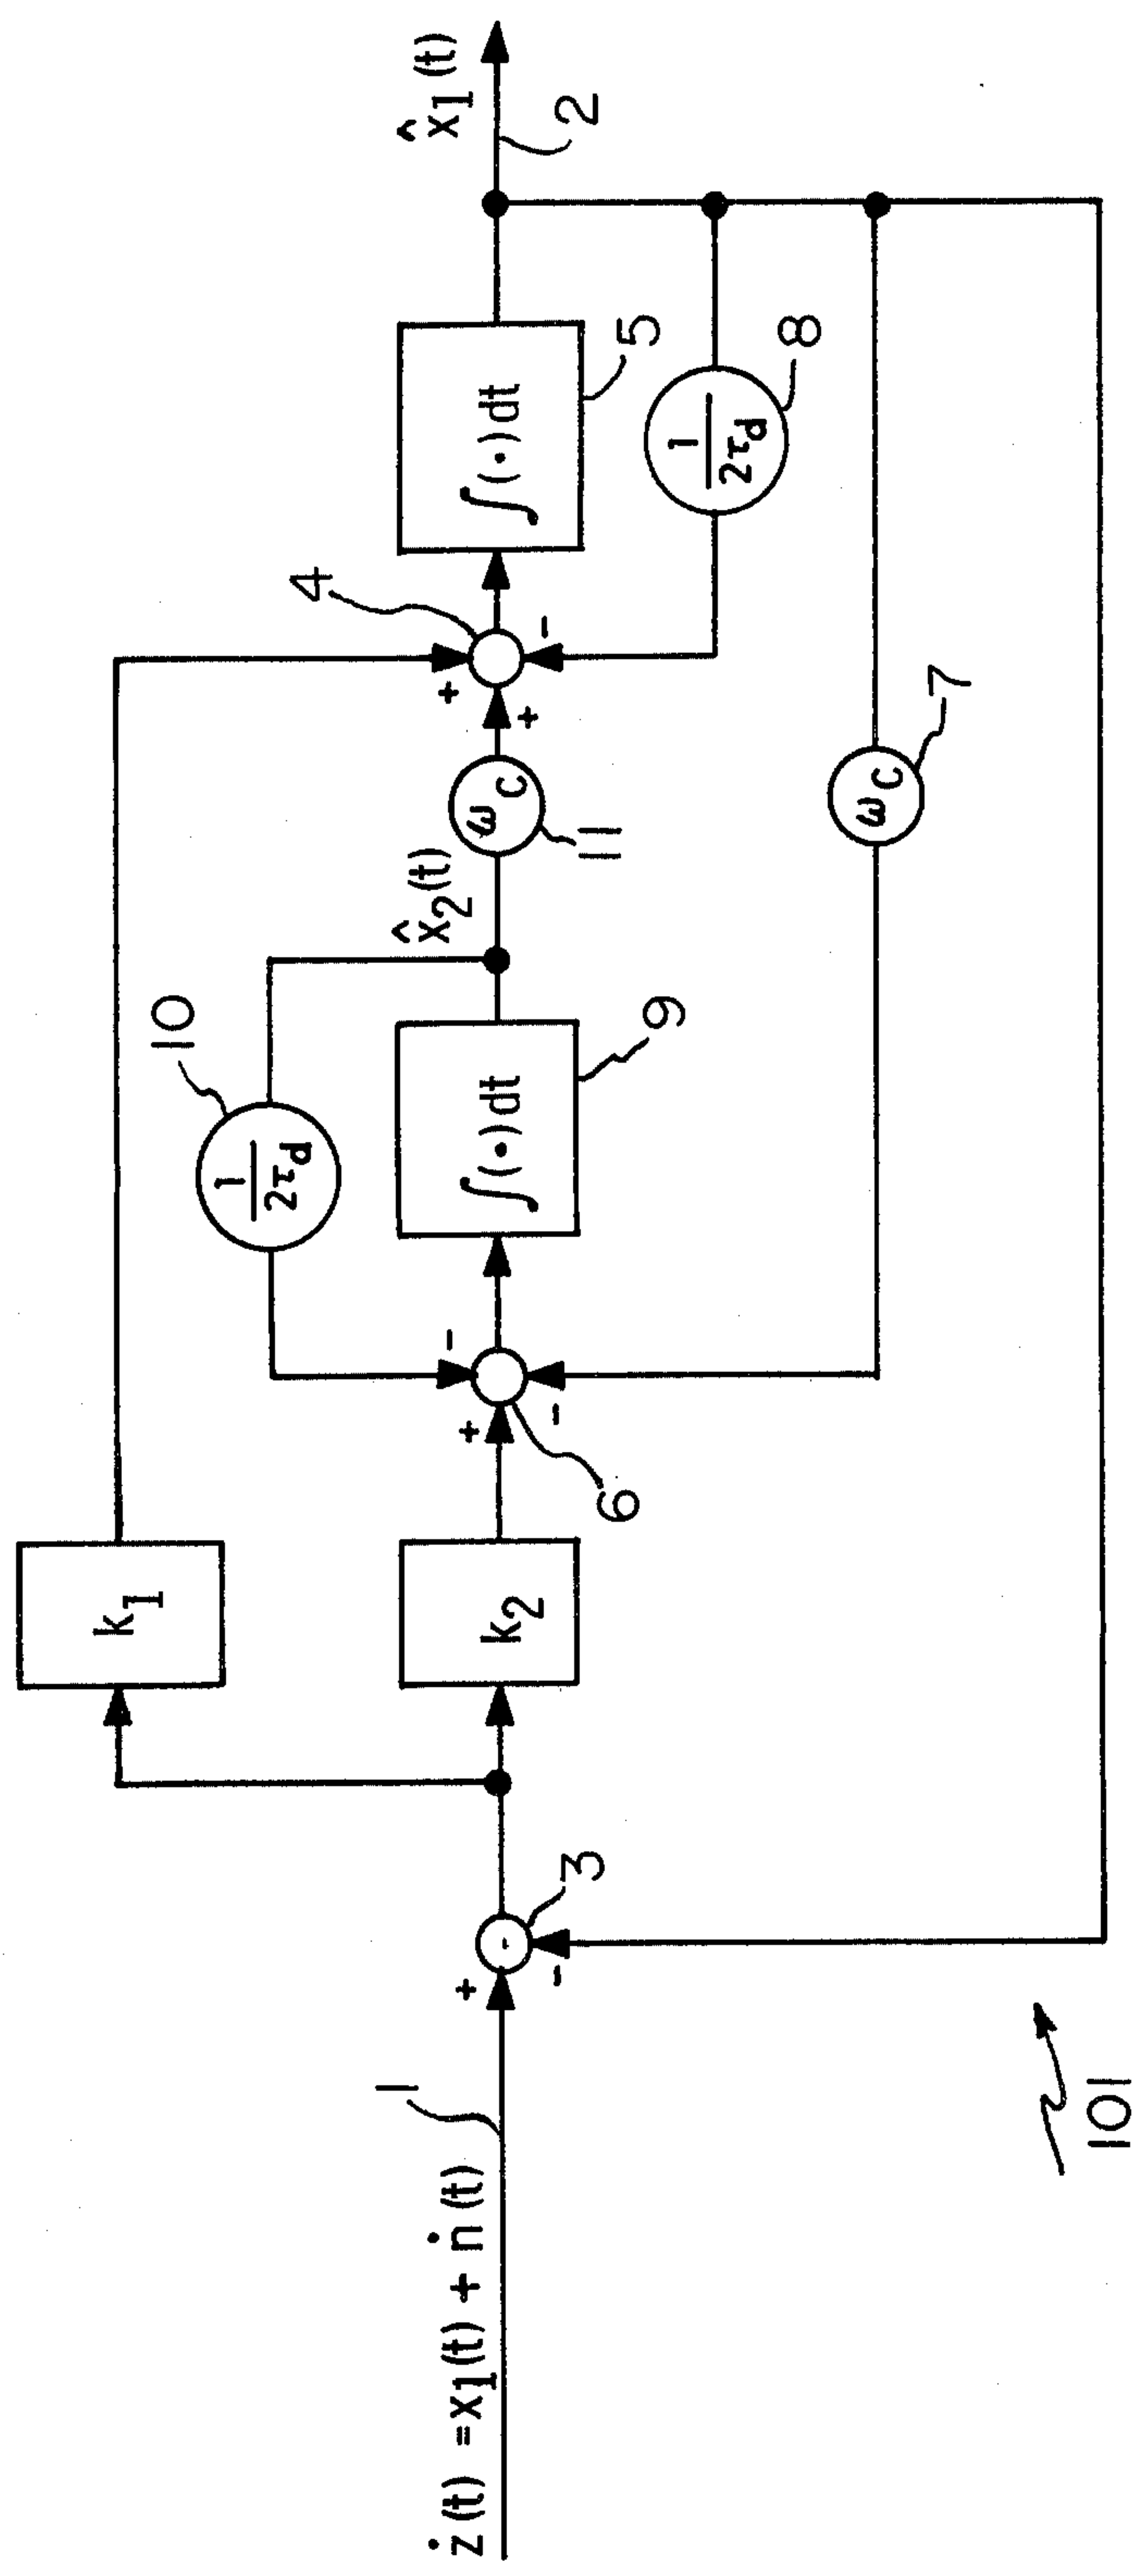 ż(t) = x1(t) + ṅ(t)
1
+
-
3
k1
k2
+
-
-
6
10
1
2τd
∫(•)dt
9
x̂2(t)
ωC
11
+
+
-
4
∫(•)dt
5
1
2τd
8
ωC
7
x̂1(t)
2
101